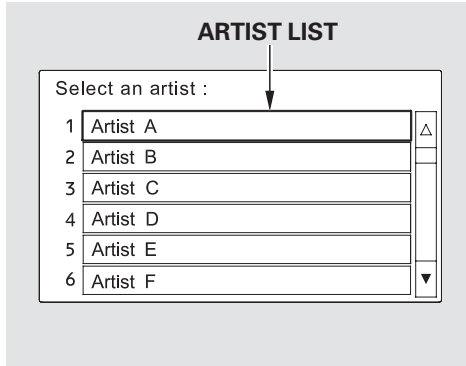 ARTIST LIST
Select an artist :
1 Artist A
2 Artist B
3 Artist C
4 Artist D
5 Artist E
6 Artist F